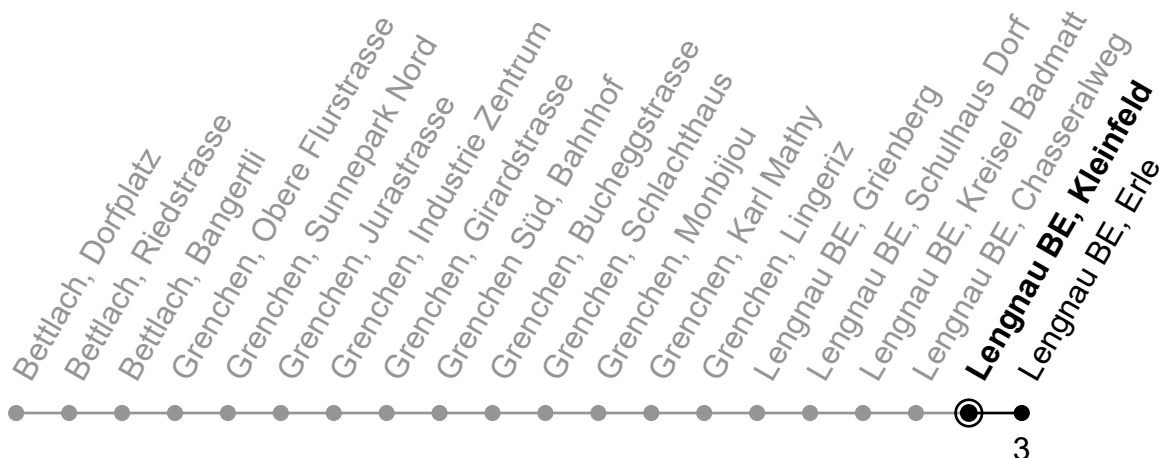 Bettlach, Dorfplatz
Bettlach, Riedstrasse
Bettlach, Bangertli
Grenchen, Obere Flurstrasse
Grenchen, Sunnepark Nord
Grenchen, Jurastrasse
Grenchen, Industrie Zentrum
Grenchen, Girardstrasse
Grenchen Süd, Bahnhof
Grenchen, Bucheggstrasse
Grenchen, Schlachthaus
Grenchen, Monbijou
Grenchen, Karl Mathy
Grenchen, Lingeriz
Lengnau BE, Grienberg
Lengnau BE, Schulhaus Dorf
Lengnau BE, Kreisel Badmatt
Lengnau BE, Chasseralweg
Lengnau BE, Kleinfeld
Lengnau BE, Erle
3